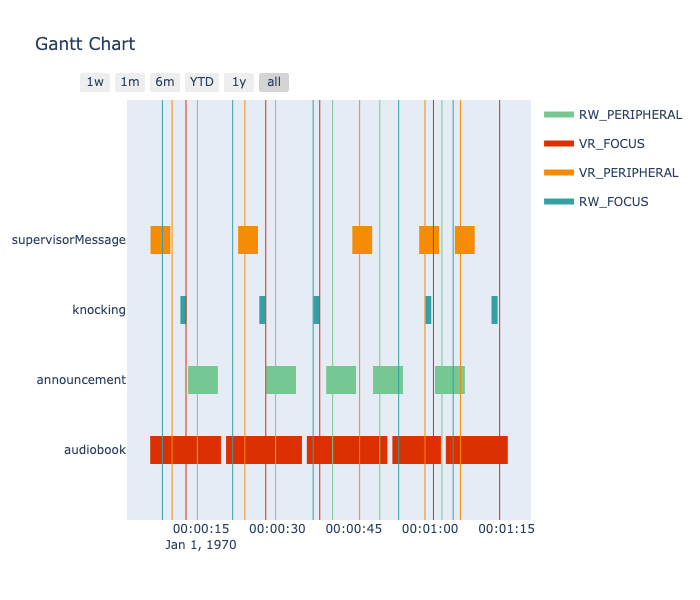 Gantt Chart
1w 1m 6m YTD 1y all
RW_PERIPHERAL
VR_FOCUS
VR_PERIPHERAL
RW_FOCUS
supervisorMessage
knocking
announcement
audiobook
00:00:15 00:00:30 00:00:45 00:01:00 00:01:15
Jan 1, 1970